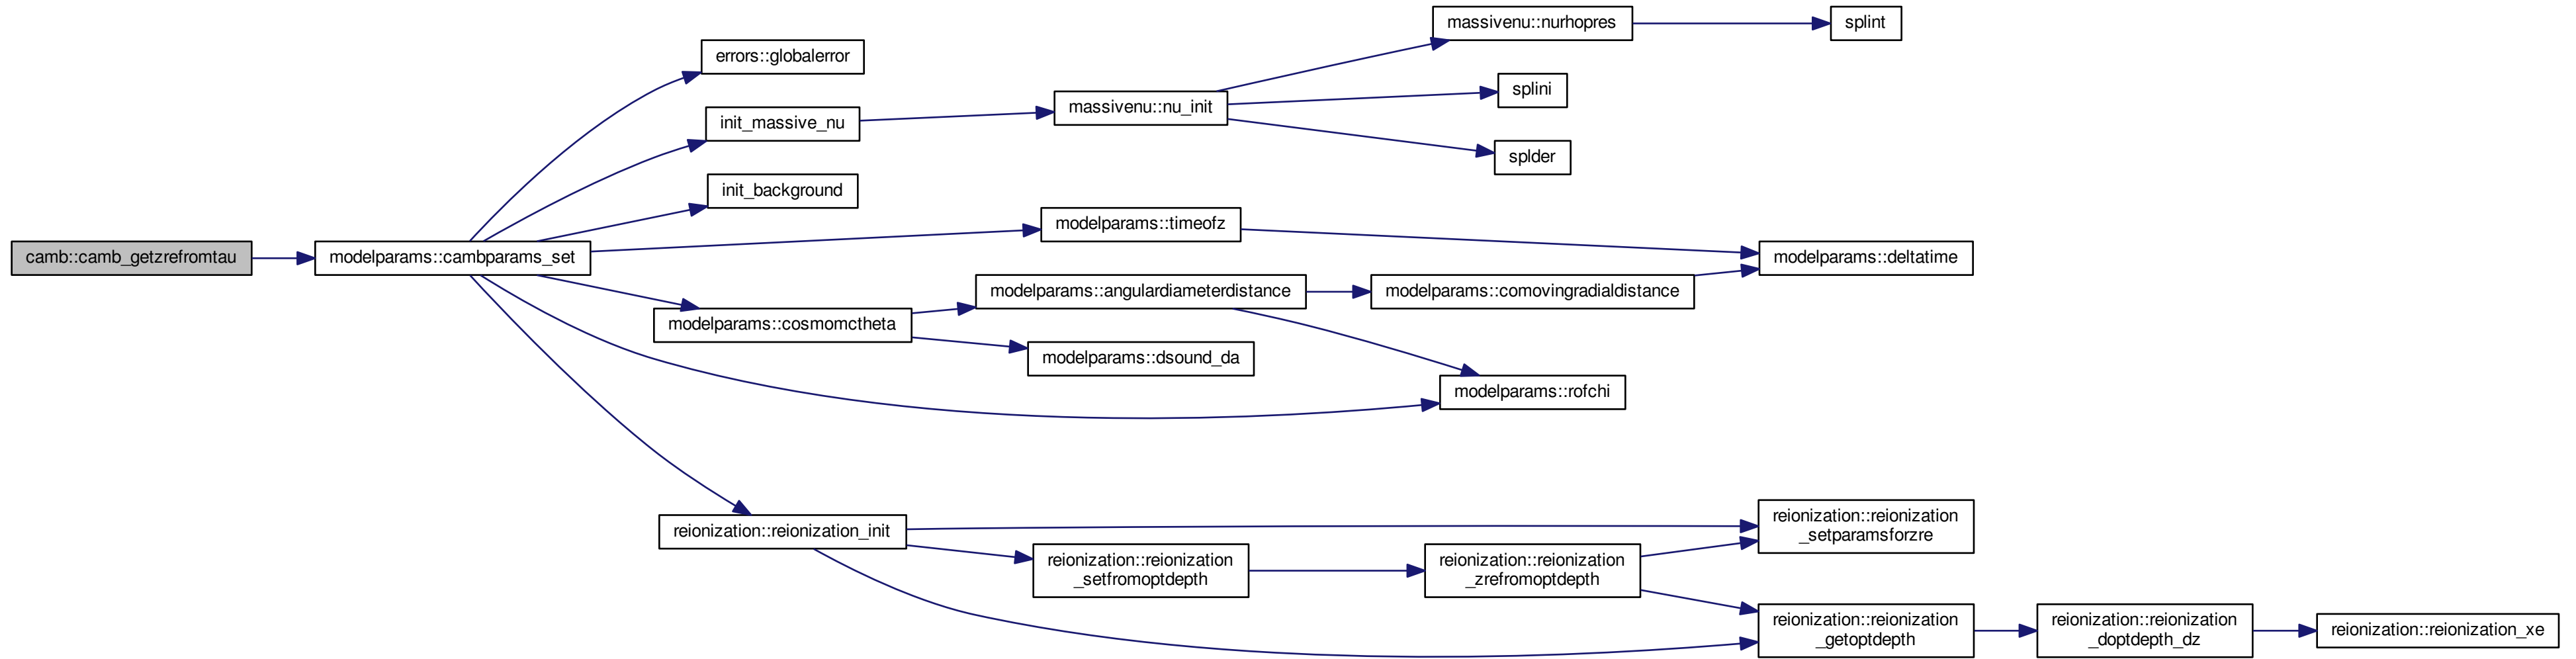 massivenu::nurhopres
splint
errors::globalerror
splini
massivenu::nu_init
init_massive_nu
splder
init_background
modelparams::timeofz
camb::camb_getzrefromtau
modelparams::cambparams_set
modelparams::deltatime
modelparams::angulardiameterdistance
modelparams::comovingradialdistance
modelparams::cosmomctheta
modelparams::dsound_da
modelparams::rofchi
reionization::reionization_init
reionization::reionization
_setparamsforzre
reionization::reionization
_setfromoptdepth
reionization::reionization
_zrefromoptdepth
reionization::reionization
_getoptdepth
reionization::reionization
_doptdepth_dz
reionization::reionization_xe